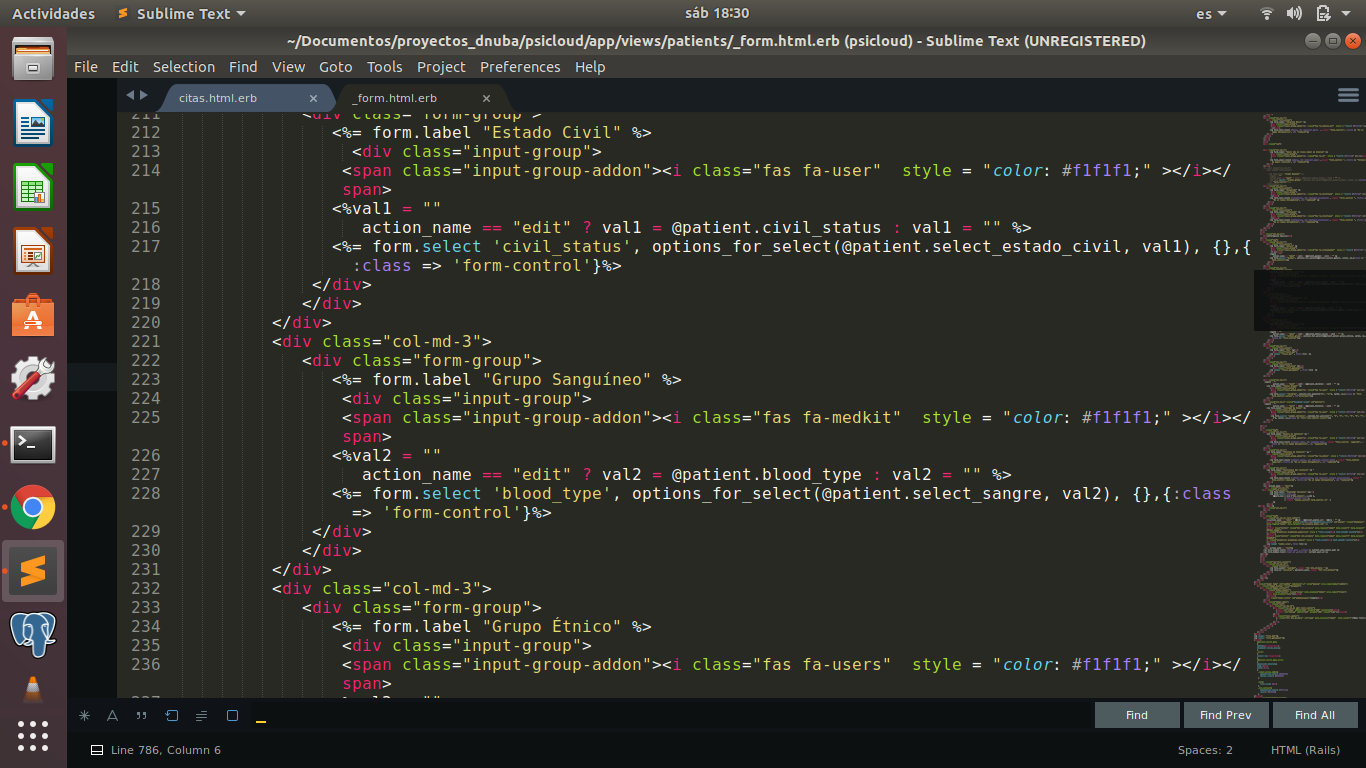 Actividades
Sublime Text
sáb 18:30
es
~/Documentos/proyectos_dnuba/psicloud/app/views/patients/_form.html.erb (psicloud) - Sublime Text (UNREGISTERED)
File Edit Selection Find View Goto Tools Project Preferences Help
citas.html.erb ×
_form.html.erb ×
211 <div class="form-group">
212 <%= form.label "Estado Civil" %>
213 <div class="input-group">
214 <span class="input-group-addon"><i class="fas fa-user"  style = "color: #f1f1f1;" ></i></
span>
215 <%val1 = ""
216 action_name == "edit" ? val1 = @patient.civil_status : val1 = "" %>
217 <%= form.select 'civil_status', options_for_select(@patient.select_estado_civil, val1), {},{
:class => 'form-control'}%>
218 </div>
219 </div>
220 </div>
221 <div class="col-md-3">
222 <div class="form-group">
223 <%= form.label "Grupo Sanguíneo" %>
224 <div class="input-group">
225 <span class="input-group-addon"><i class="fas fa-medkit"  style = "color: #f1f1f1;" ></i></
span>
226 <%val2 = ""
227 action_name == "edit" ? val2 = @patient.blood_type : val2 = "" %>
228 <%= form.select 'blood_type', options_for_select(@patient.select_sangre, val2), {},{:class
=> 'form-control'}%>
229 </div>
230 </div>
231 </div>
232 <div class="col-md-3">
233 <div class="form-group">
234 <%= form.label "Grupo Étnico" %>
235 <div class="input-group">
236 <span class="input-group-addon"><i class="fas fa-users"  style = "color: #f1f1f1;" ></i></
span>
Find
Find Prev
Find All
Line 786, Column 6
Spaces: 2
HTML (Rails)